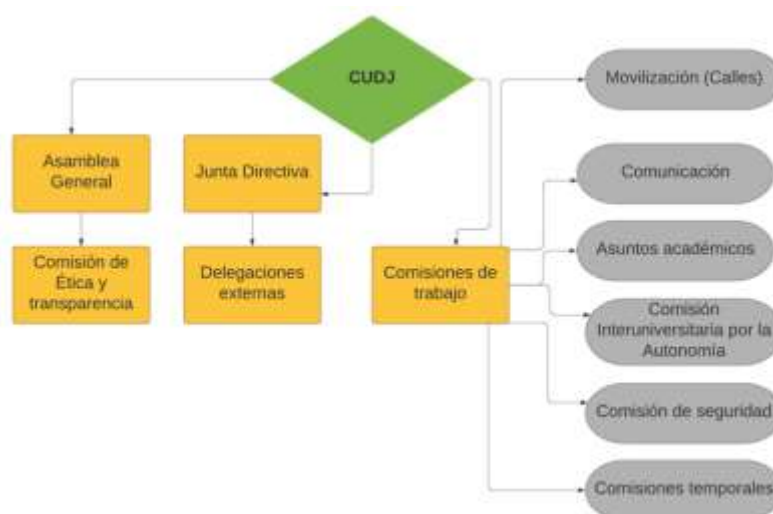 CUDJ
Asamblea
General
Junta Directiva
Comisión de
Ética y
transparencia
Delegaciones
externas
Comisiones de
trabajo
Movilización (Calles)
Comunicación
Asuntos académicos
Comisión
Interuniversitaria por la
Autonomía
Comisión de seguridad
Comisiones temporales